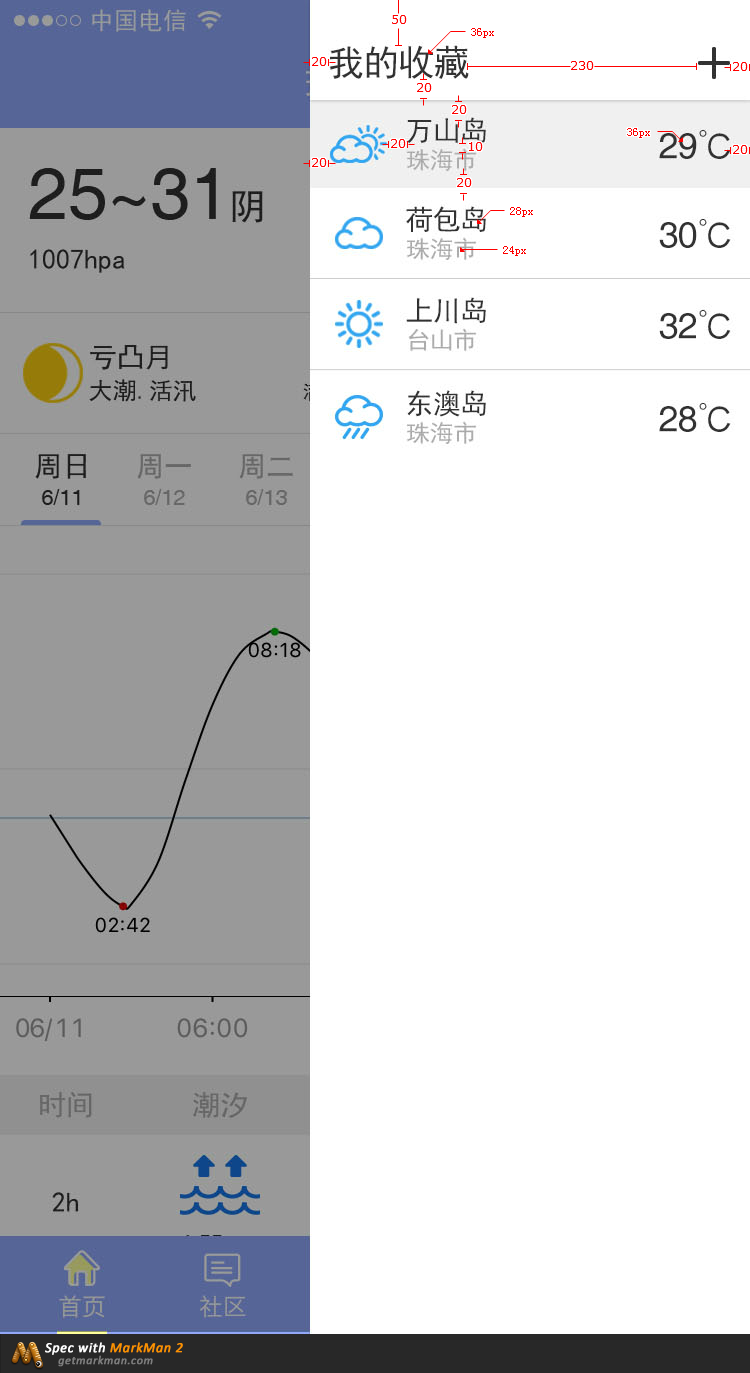 中国电信
25~31阴
1007hpa
亏凸月
大潮. 活汛
周日
6/11
周一
6/12
周二
6/13
08:18
02:42
06/11
06:00
时间
潮汐
2h
首页
社区
50
36px
20
我的收藏
230
20
20
20
万山岛
20
珠海市
10
36px
29°C
20
20
20
荷包岛
28px
珠海市
24px
30°C
上川岛
台山市
32°C
东澳岛
珠海市
28°C
Spec with MarkMan 2
getmarkman.com